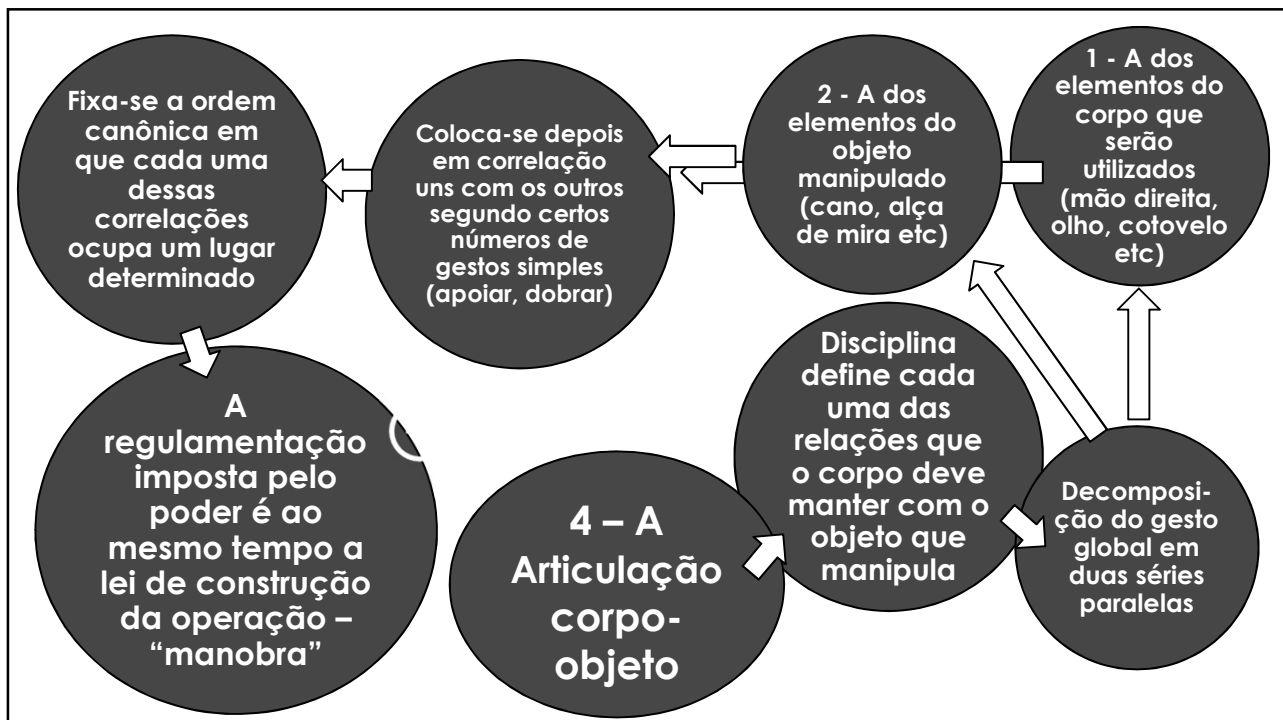 Fixa-se a ordem
canônica em
que cada uma
dessas
correlações
ocupa um lugar
determinado
Coloca-se depois
em correlação
uns com os outros
segundo certos
números de
gestos simples
(apoiar, dobrar)
2 - A dos
elementos do
objeto
manipulado
(cano, alça
de mira etc)
1 - A dos
elementos do
corpo que
serão
utilizados
(mão direita,
olho, cotovelo
etc)
A
regulamentação
imposta pelo
poder é ao
mesmo tempo a
lei de construção
da operação –
“manobra”
4 – A
Articulação
corpo-
objeto
Disciplina
define cada
uma das
relações que
o corpo deve
manter com o
objeto que
manipula
Decomposi-
ção do gesto
global em
duas séries
paralelas